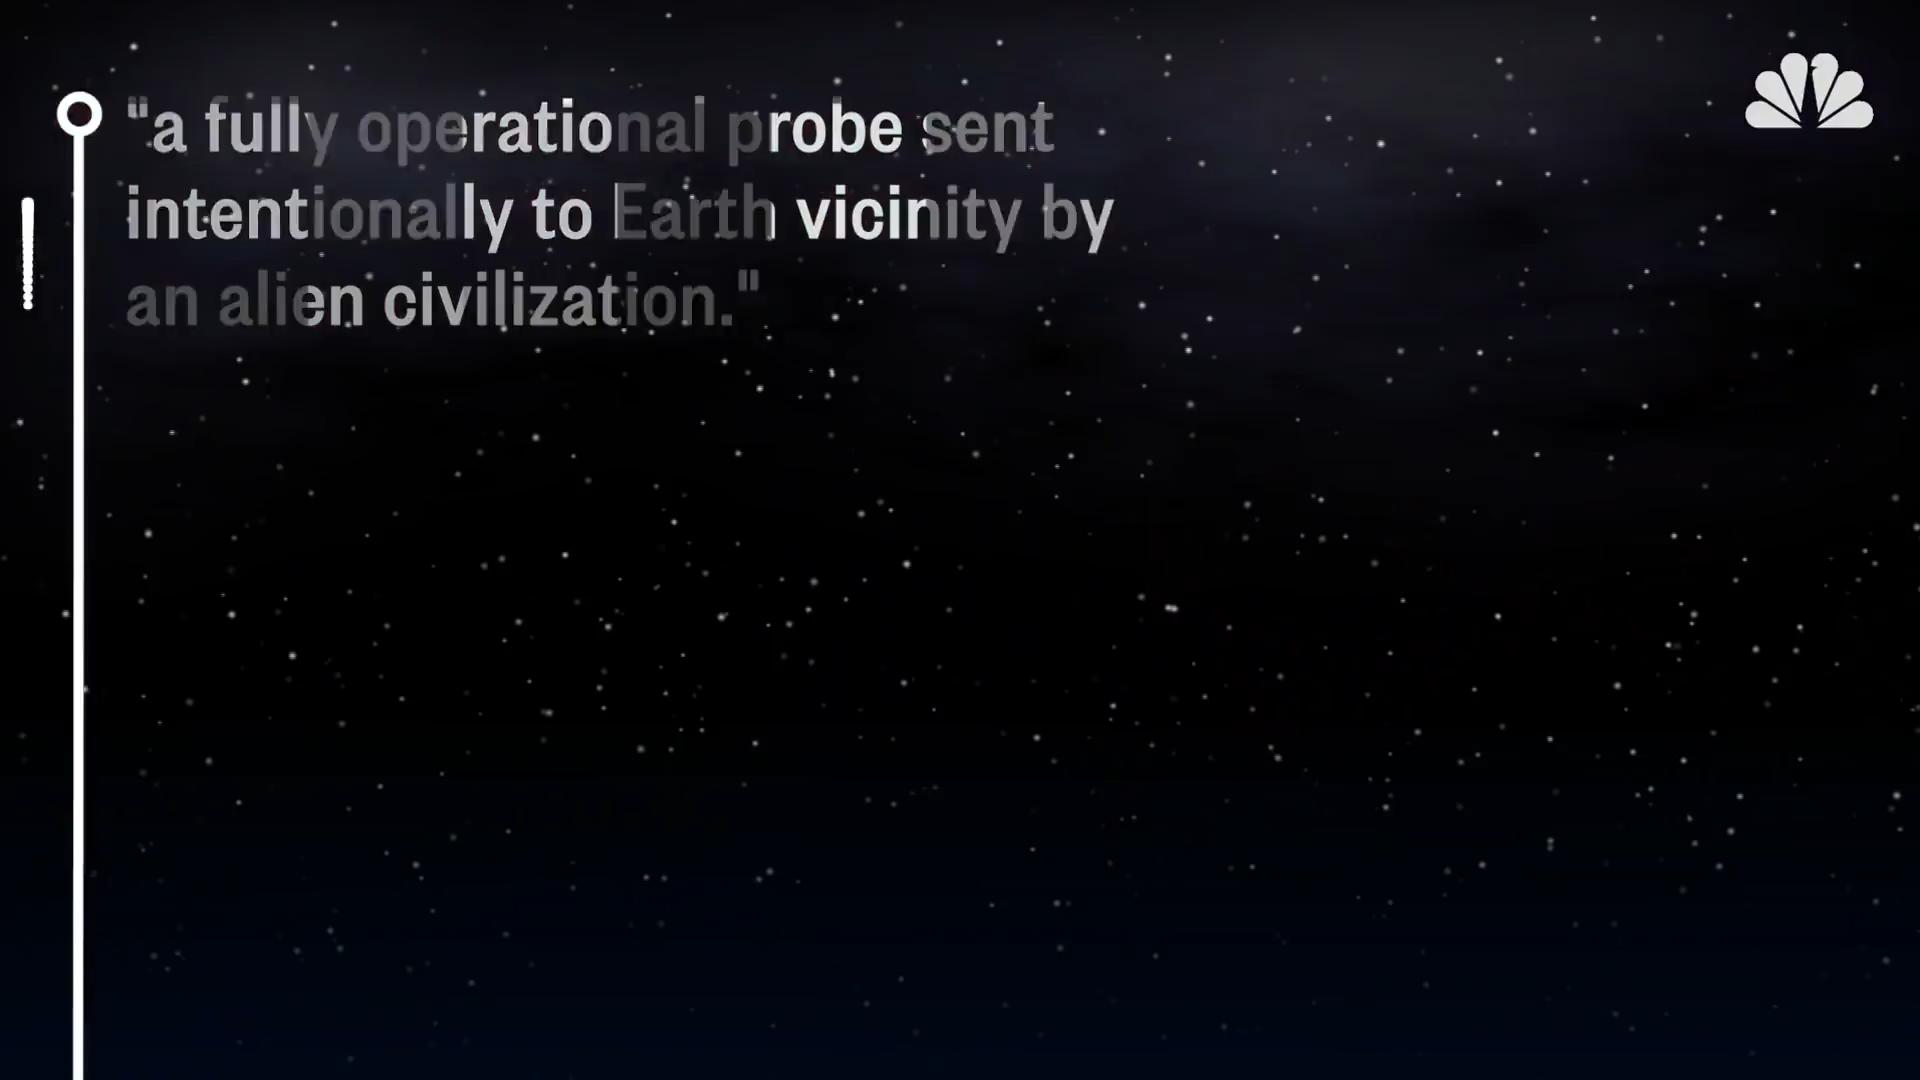 "a fully operational probe sent
intentionally to Earth vicinity by
an alien civilization."